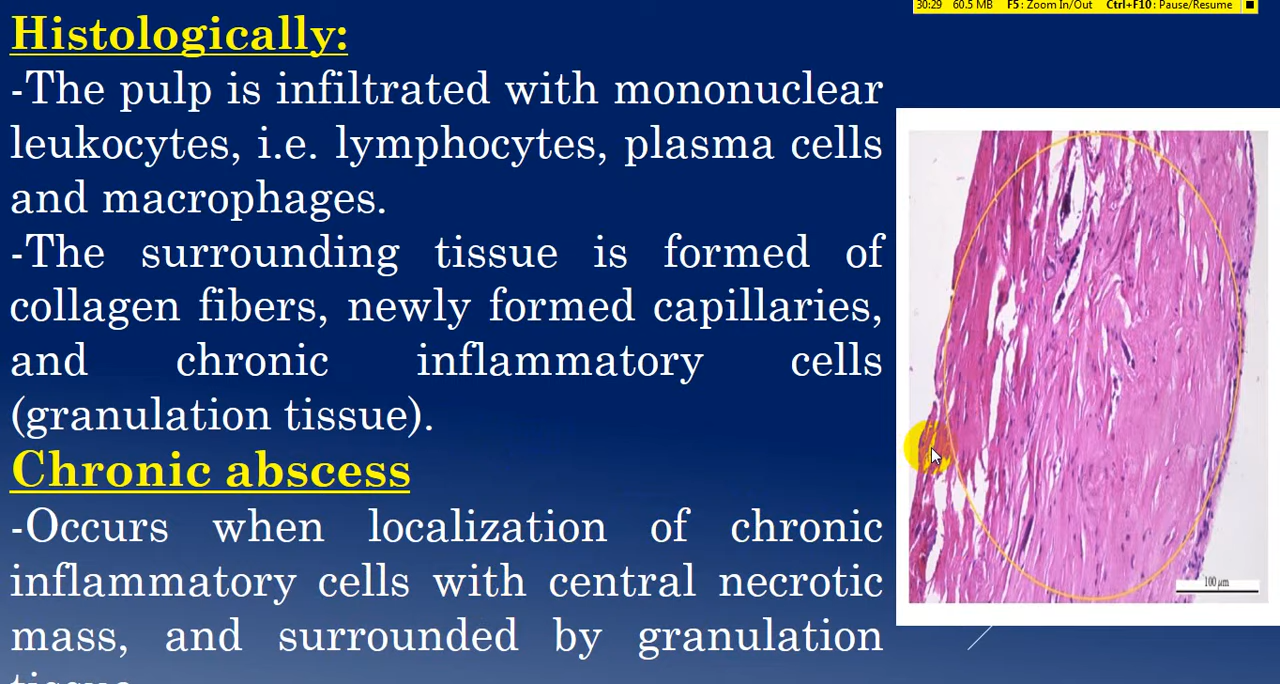 30:29 60.5 MB F5: Zoom In/Out Ctrl+F10: Pause/Resume
Histologically:
-The pulp is infiltrated with mononuclear
leukocytes, i.e. lymphocytes, plasma cells
and macrophages.
-The surrounding tissue is formed of
collagen fibers, newly formed capillaries,
and chronic inflammatory cells
(granulation tissue).
Chronic abscess
-Occurs when localization of chronic
inflammatory cells with central necrotic
mass, and surrounded by granulation
100 µm